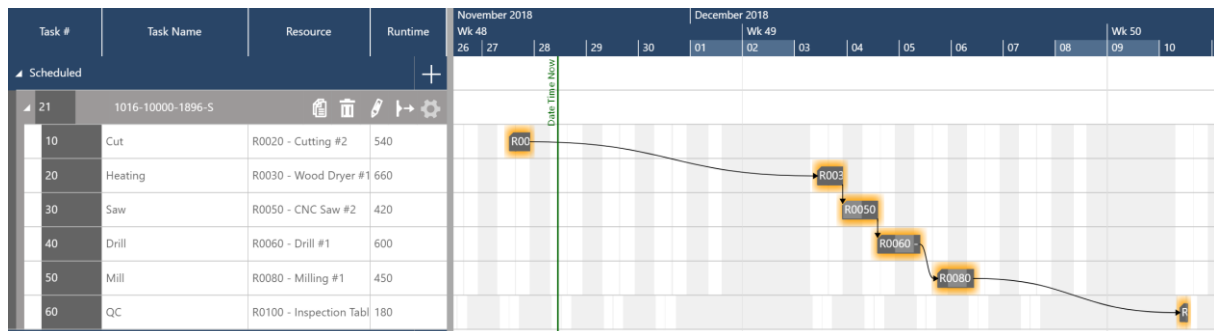 November 2018 December 2018
Task # Task Name Resource Runtime Wk 48 Wk 49 Wk 50
26 27 28 29 30 01 02 03 04 05 06 07 08 09 10
Scheduled
Date Time Now
21 1016-10000-1896-S
10 Cut R0020 - Cutting #2 540 R00
20 Heating R0030 - Wood Dryer #1 660 R003
30 Saw R0050 - CNC Saw #2 420 R0050
40 Drill R0060 - Drill #1 600 R0060 -
50 Mill R0080 - Milling #1 450 R0080
60 QC R0100 - Inspection Tabl 180 R